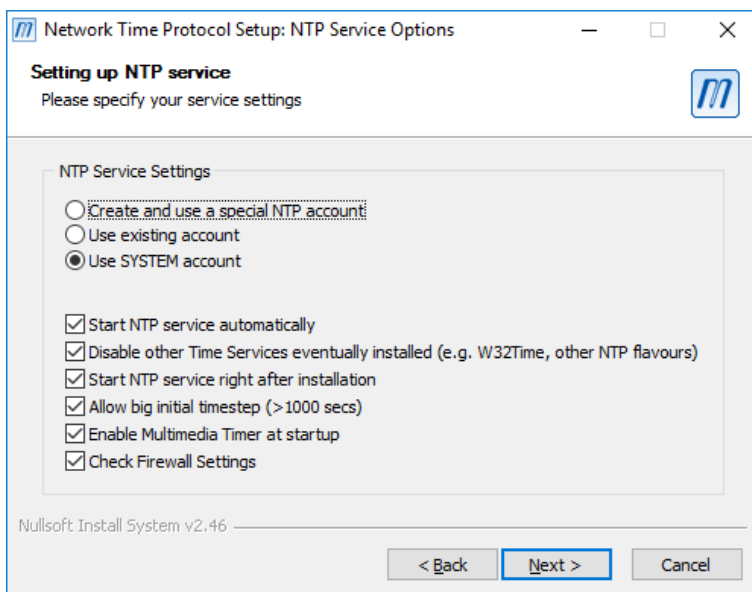 Network Time Protocol Setup: NTP Service Options
Setting up NTP service
Please specify your service settings
NTP Service Settings
Create and use a special NTP account
Use existing account
Use SYSTEM account
Start NTP service automatically
Disable other Time Services eventually installed (e.g. W32Time, other NTP flavours)
Start NTP service right after installation
Allow big initial timestep (>1000 secs)
Enable Multimedia Timer at startup
Check Firewall Settings
Nullsoft Install System v2.46
< Back Next > Cancel